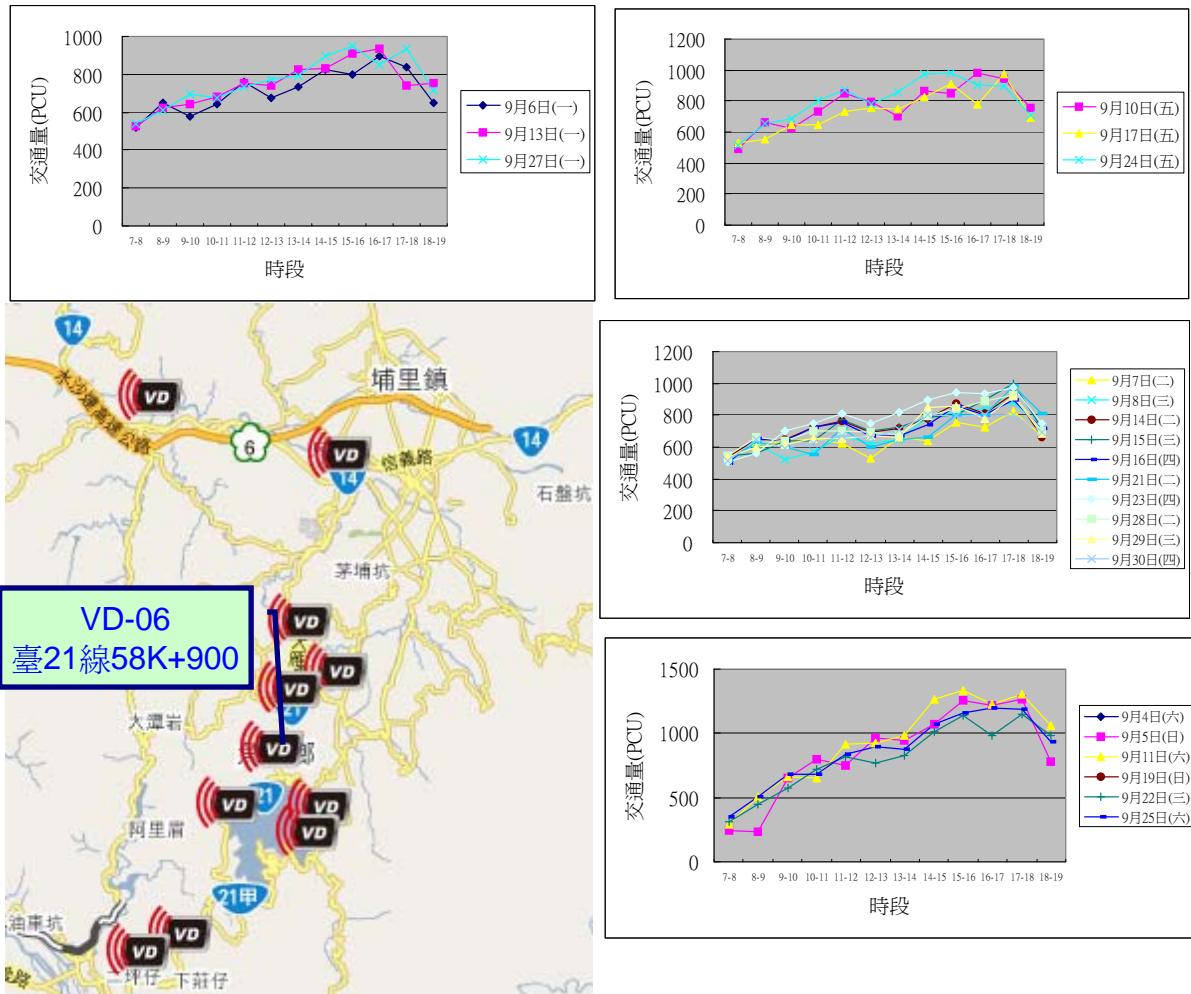 1000
800
600
400
200
0
交通量(PCU)
7-8 8-9 9-10 10-11 11-12 12-13 13-14 14-15 15-16 16-17 17-18 18-19
時段
9月6日(一)
9月13日(一)
9月27日(一)
1200
1000
800
600
400
200
0
交通量(PCU)
7-8 8-9 9-10 10-11 11-12 12-13 13-14 14-15 15-16 16-17 17-18 18-19
時段
9月10日(五)
9月17日(五)
9月24日(五)
14
水沙連高速公路
VD
埔里鎮
6
VD
信義路
14
14
石盤坑
茅埔坑
VD-06
臺21線58K+900
VD
VD
VD
21
大潭岩
VD
鄉
VD
21
VD
VD
阿里眉
21甲
油車坑
VD
VD
二坪仔
下莊仔
1200
1000
800
600
400
200
0
交通量(PCU)
7-8 8-9 9-10 10-11 11-12 12-13 13-14 14-15 15-16 16-17 17-18 18-19
時段
9月7日(二)
9月8日(三)
9月14日(二)
9月15日(三)
9月16日(四)
9月21日(二)
9月23日(四)
9月28日(二)
9月29日(三)
9月30日(四)
1500
1000
500
0
交通量(PCU)
7-8 8-9 9-10 10-11 11-12 12-13 13-14 14-15 15-16 16-17 17-18 18-19
時段
9月4日(六)
9月5日(日)
9月11日(六)
9月19日(日)
9月22日(三)
9月25日(六)